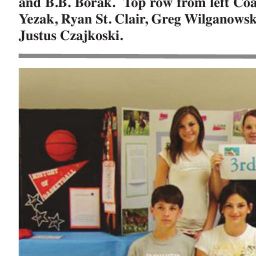 and B.B. Borak. Top row from left Coa
Yezak, Ryan St. Clair, Greg Wilganowsk
Justus Czajkoski.
HISTORY
OF
BASKETBALL
3rd